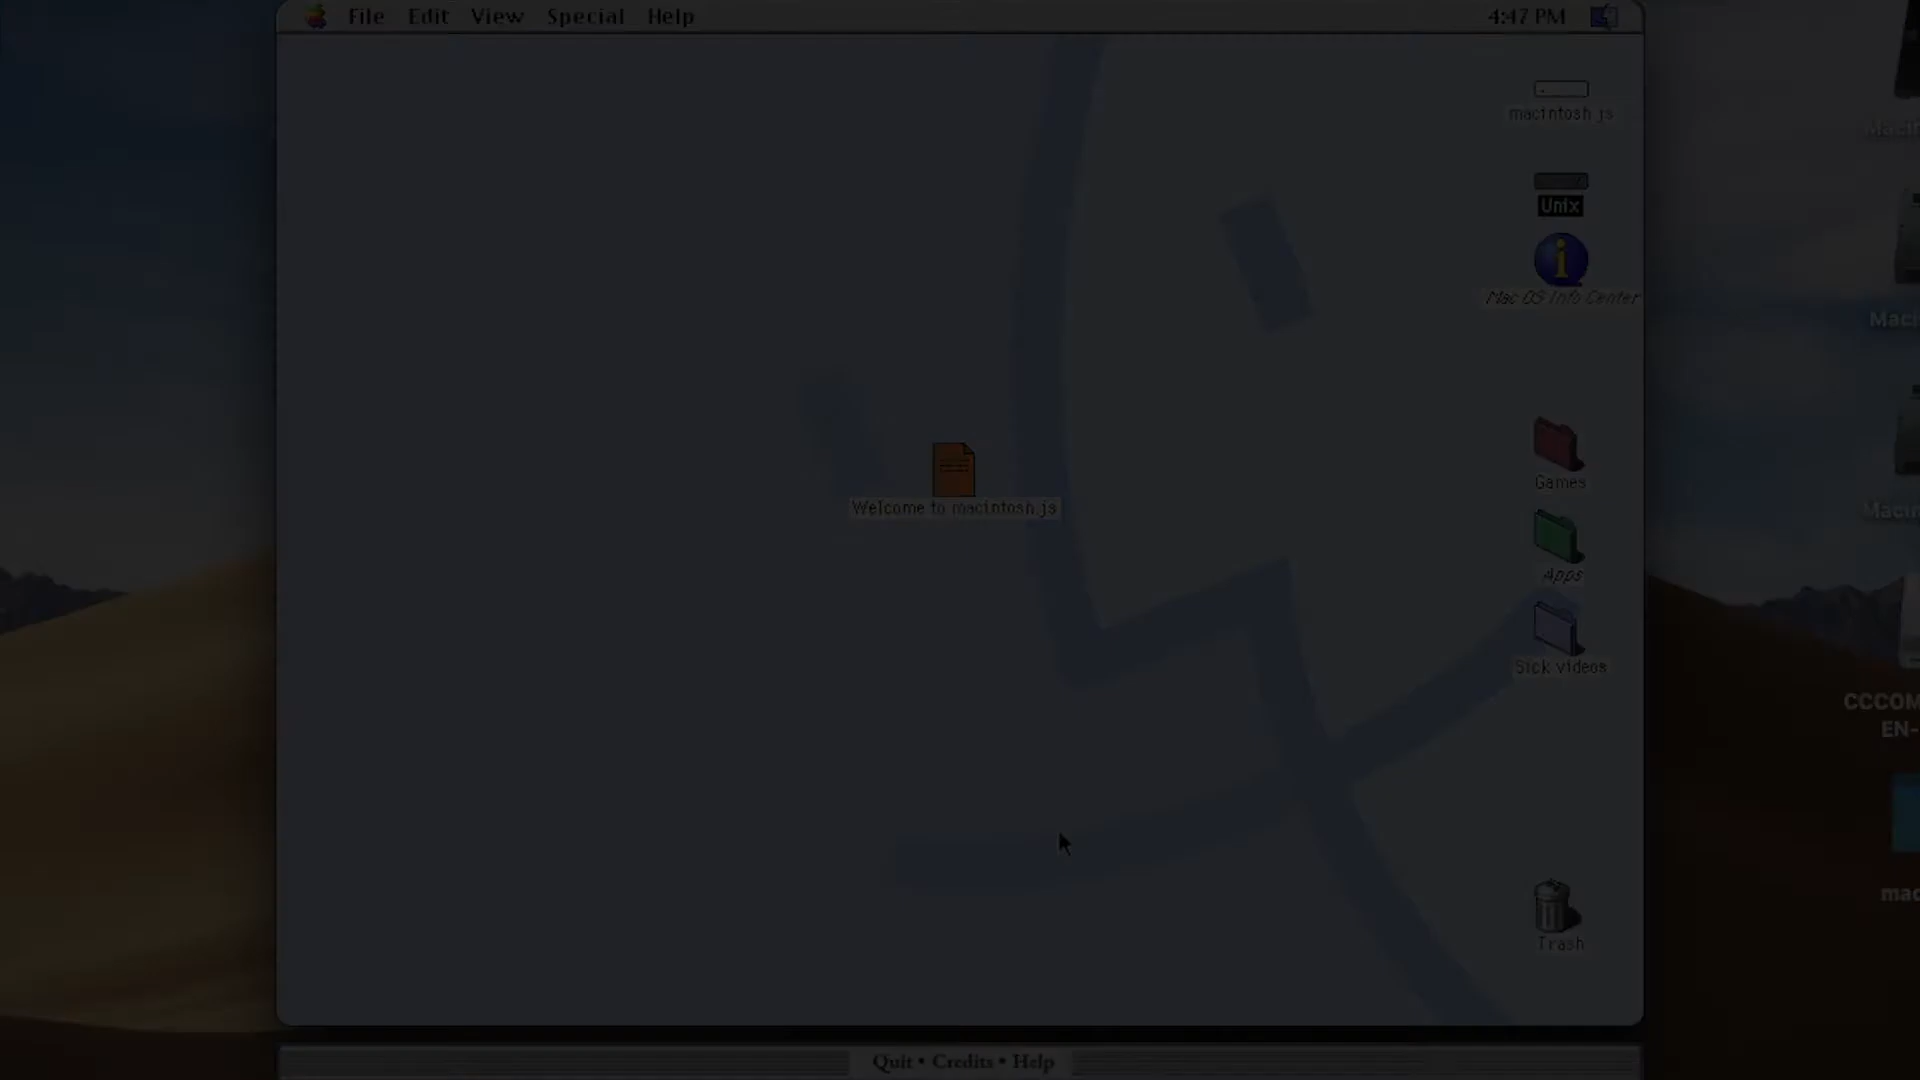 File Edit View Special Help 4:47 PM
macintosh.js
Unix
Mac OS Info Center
Games
Welcome to macintosh.js
Apps
Sick videos
EN-
Trash
Quit • Credits • Help